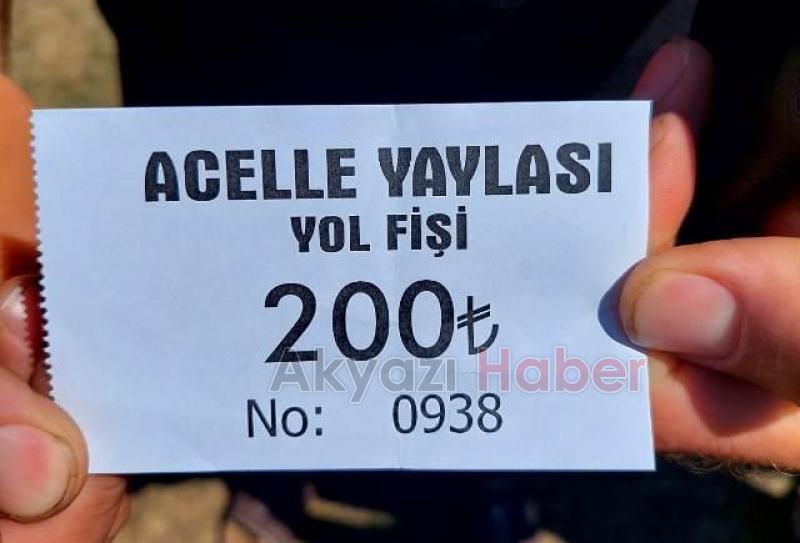 ACELLE YAYLASI
YOL FİŞİ
200₺
Akyazı Haber
No: 0938